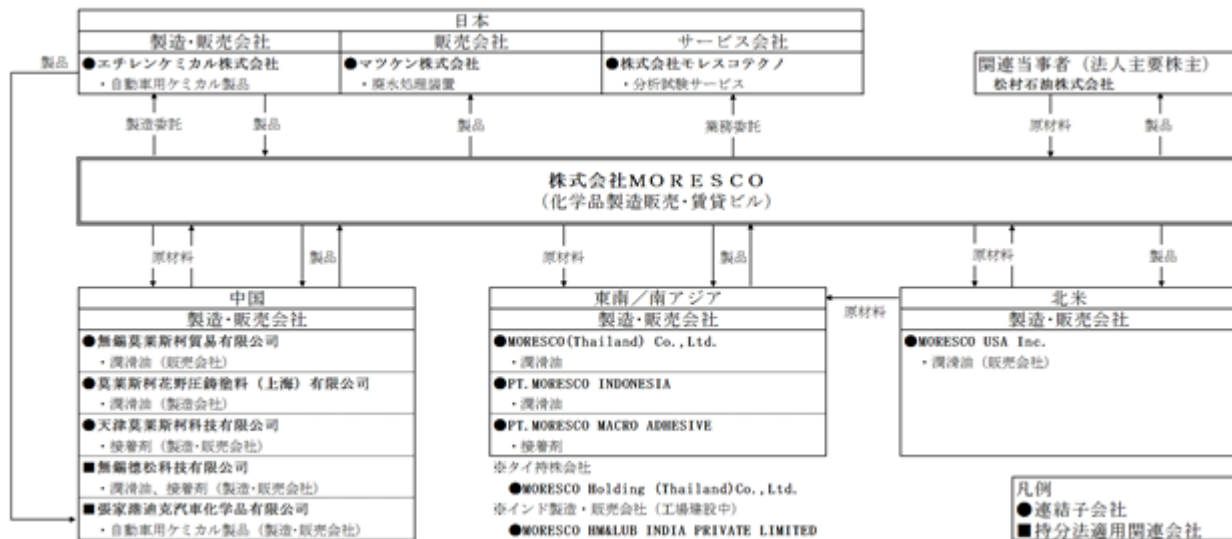 日本
製造・販売会社
販売会社
サービス会社
●エチレンケミカル株式会社
・自動車用ケミカル製品
●マツケン株式会社
・廃水処理装置
●株式会社モレスコテクノ
・分析試験サービス
関連当事者（法人主要株主）
松村石油株式会社
製品
製造委託
製品
製品
業務委託
原材料
製品
株式会社MORESCO
（化学品製造販売・賃貸ビル）
原材料
製品
原材料
製品
原材料
製品
中国
製造・販売会社
●無錫莫莱斯柯貿易有限公司
・潤滑油（販売会社）
●莫莱斯柯花野圧鋳塗料（上海）有限公司
・潤滑油（製造会社）
●天津莫莱斯柯科技有限公司
・接着剤（製造・販売会社）
■無錫徳松科技有限公司
・潤滑油、接着剤（製造・販売会社）
■張家港迪克汽車化学品有限公司
・自動車用ケミカル製品（製造・販売会社）
東南／南アジア
製造・販売会社
●MORESCO(Thailand) Co.,Ltd.
・潤滑油
●PT.MORESCO INDONESIA
・潤滑油
●PT.MORESCO MACRO ADHESIVE
・接着剤
※タイ持株会社
●MORESCO Holding (Thailand)Co.,Ltd.
※インド製造・販売会社（工場建設中）
●MORESCO HM&LUB INDIA PRIVATE LIMITED
原材料
北米
製造・販売会社
●MORESCO USA Inc.
・潤滑油（販売会社）
凡例
●連結子会社
■持分法適用関連会社